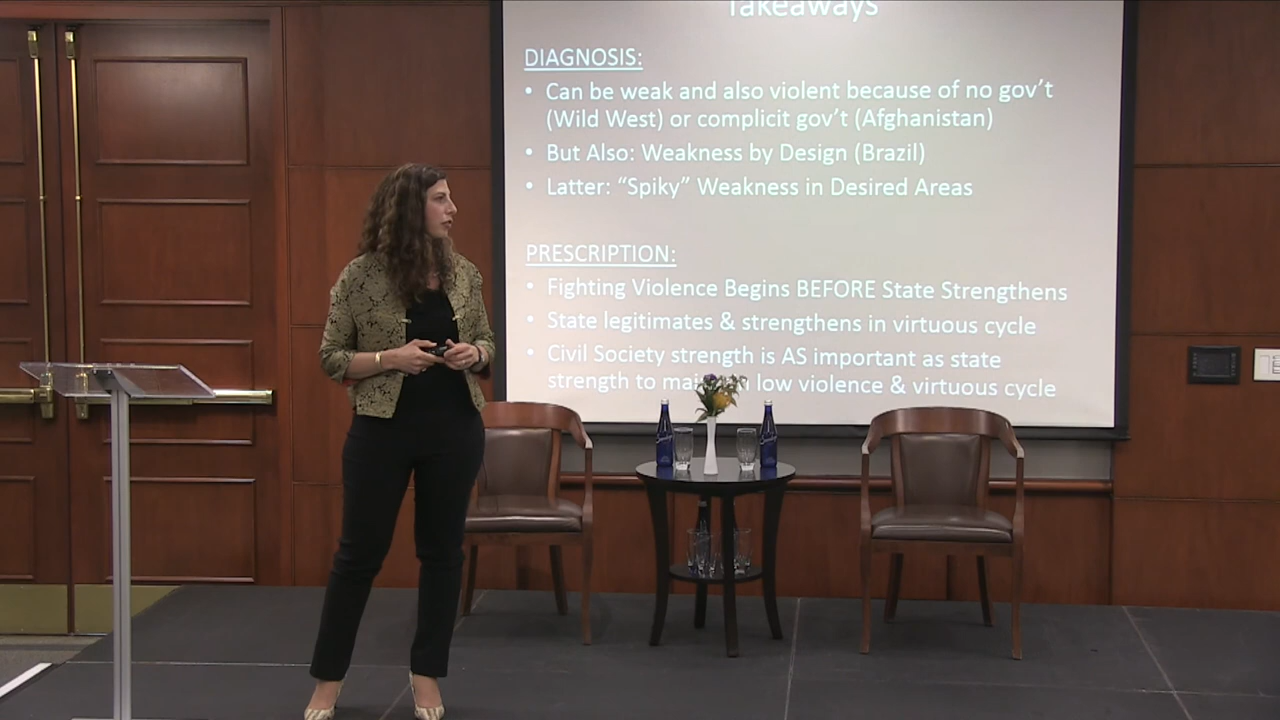 Takeaways
DIAGNOSIS:
• Can be weak and also violent because of no gov't
(Wild West) or complicit gov't (Afghanistan)
• But Also: Weakness by Design (Brazil)
• Latter: “Spiky” Weakness in Desired Areas
PRESCRIPTION:
• Fighting Violence Begins BEFORE State Strengthens
• State legitimates & strengthens in virtuous cycle
• Civil Society strength is AS important as state
strength to low violence & virtuous cycle